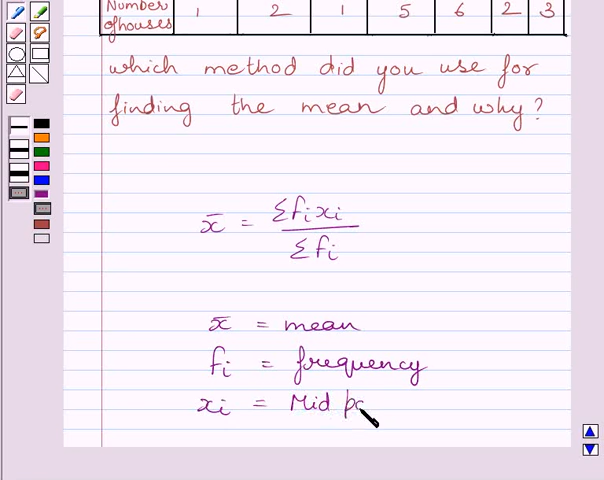 Number of houses 1 2 1 5 6 2 3
which method did you use for
finding the mean and why?
x̄ = Σfixi / Σfi
x̄ = mean
fi = frequency
xi = Mid po